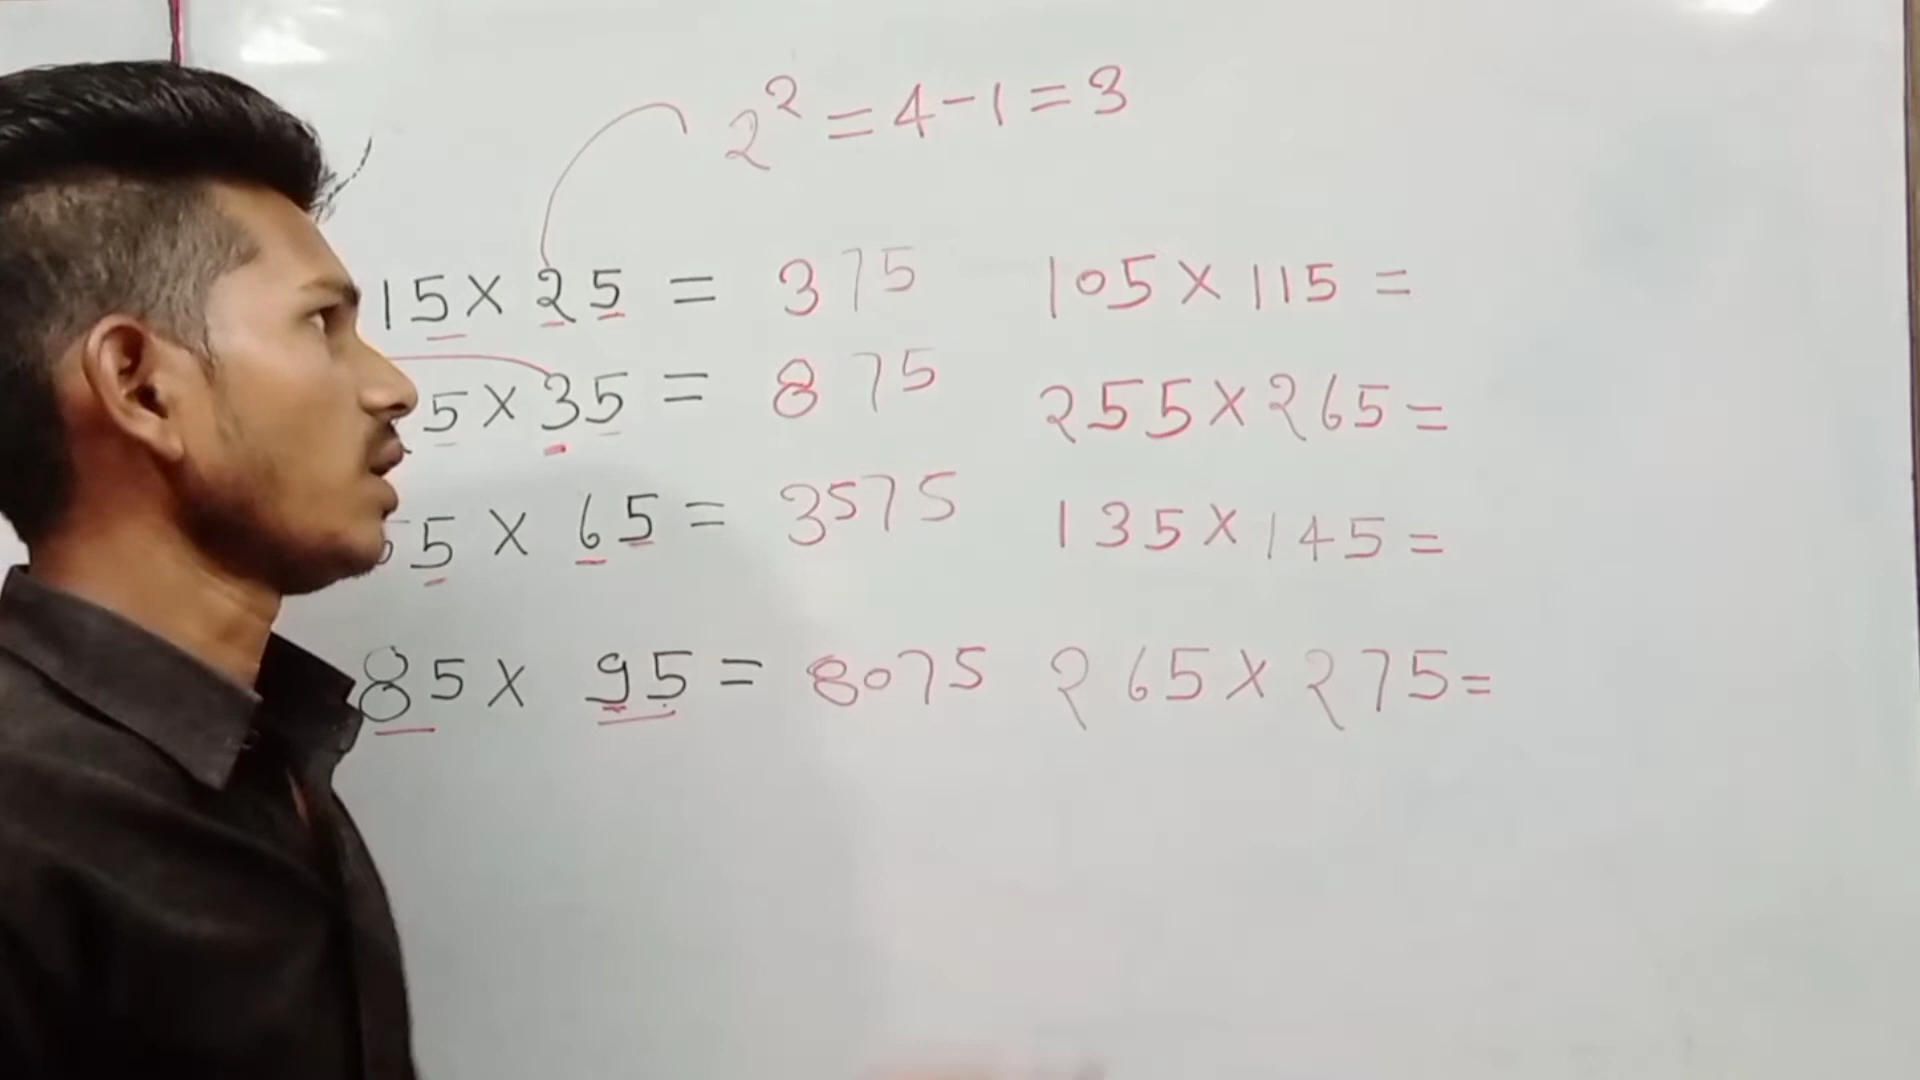 2² = 4 - 1 = 3
15 × 25 = 375
105 × 115 =
5 × 35 = 875
255 × 265 =
5 × 65 = 3575
135 × 145 =
85 × 95 = 8075
265 × 275 =